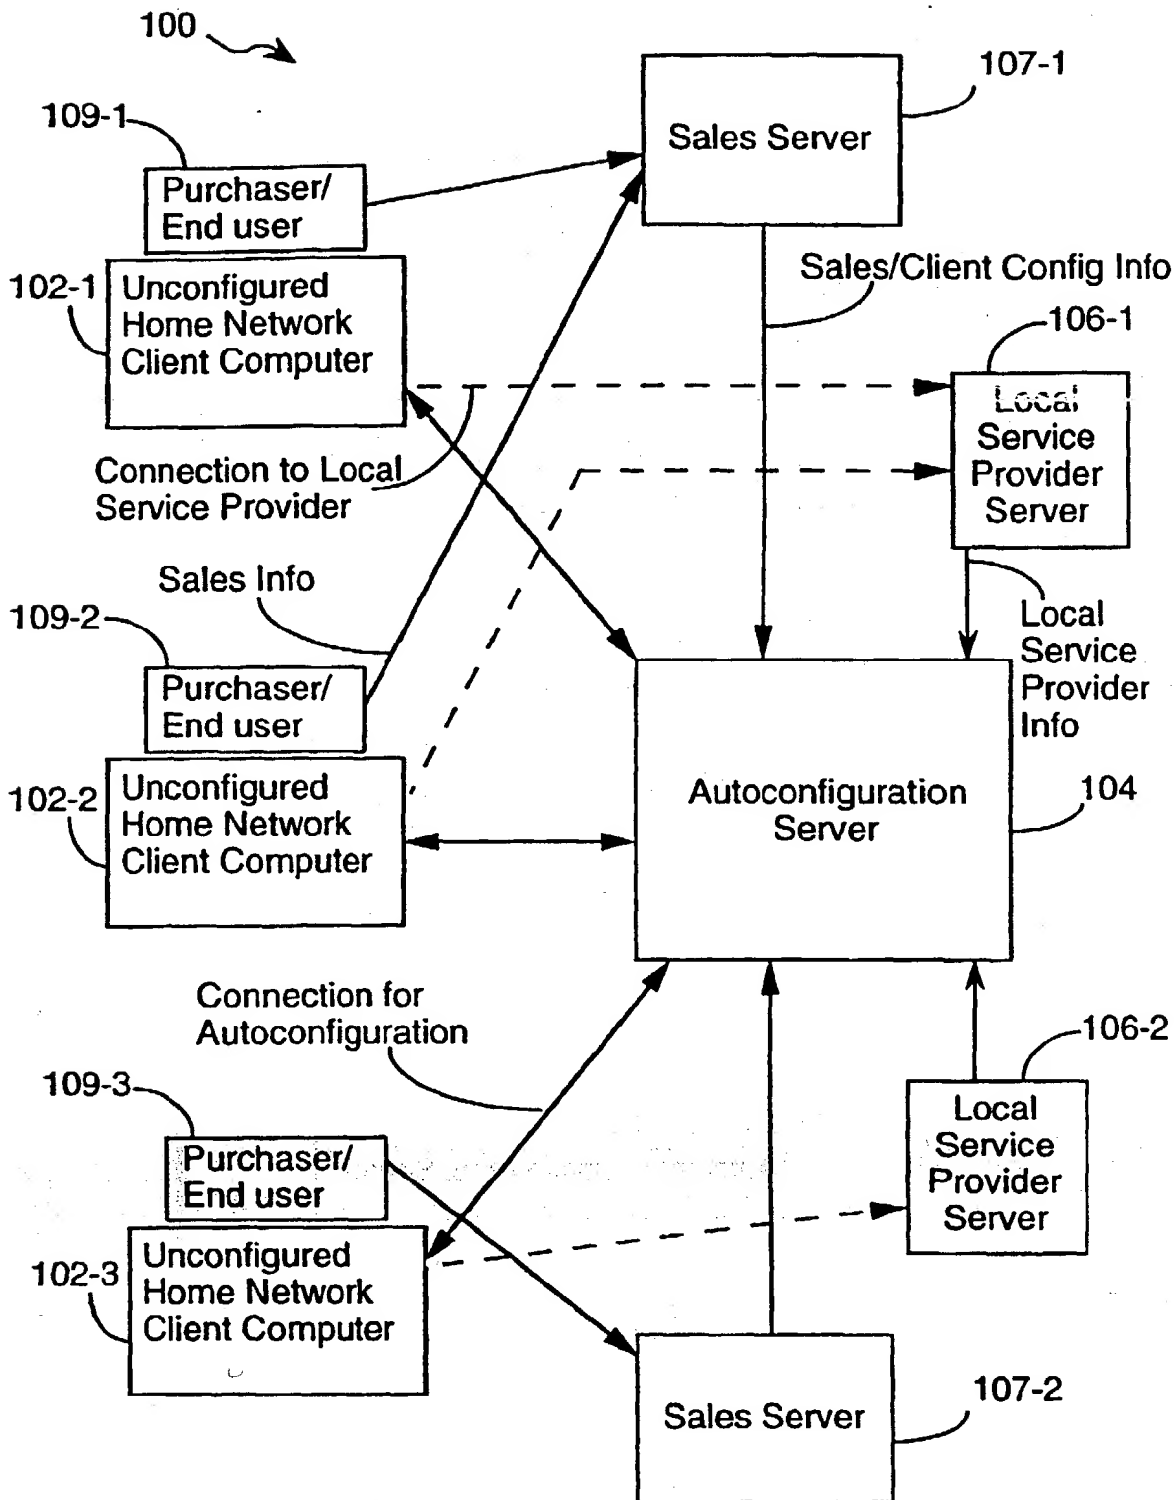 100
107-1
Sales Server
109-1
Purchaser/
End user
102-1
Unconfigured
Home Network
Client Computer
Sales/Client Config Info
106-1
Local
Service
Provider
Server
Connection to Local
Service Provider
Sales Info
Local
Service
Provider
Info
109-2
Purchaser/
End user
102-2
Unconfigured
Home Network
Client Computer
Autoconfiguration
Server
104
Connection for
Autoconfiguration
106-2
Local
Service
Provider
Server
109-3
Purchaser/
End user
102-3
Unconfigured
Home Network
Client Computer
Sales Server
107-2